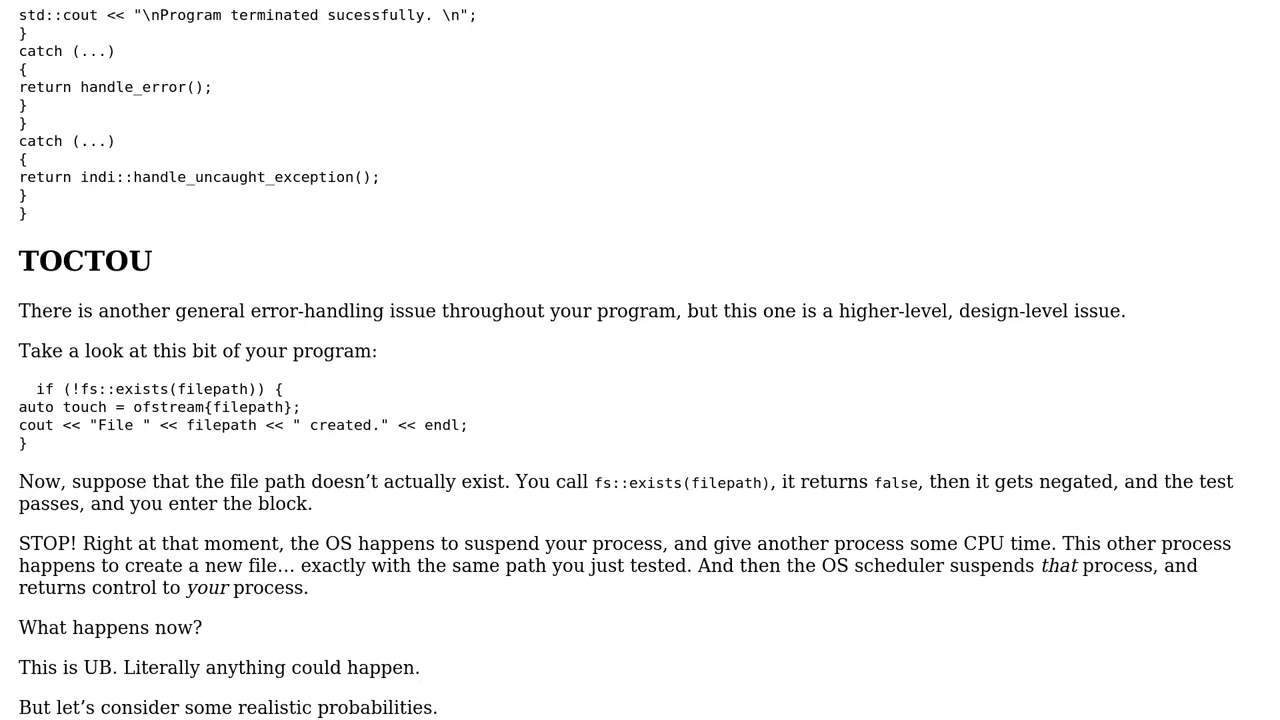 std::cout << "\nProgram terminated sucessfully. \n";
}
catch (...)
{
return handle_error();
}
}
catch (...)
{
return indi::handle_uncaught_exception();
}
}
TOCTOU
There is another general error-handling issue throughout your program, but this one is a higher-level, design-level issue.
Take a look at this bit of your program:
if (!fs::exists(filepath)) {
auto touch = ofstream{filepath};
cout << "File " << filepath << " created." << endl;
}
Now, suppose that the file path doesn’t actually exist. You call fs::exists(filepath), it returns false, then it gets negated, and the test
passes, and you enter the block.
STOP! Right at that moment, the OS happens to suspend your process, and give another process some CPU time. This other process
happens to create a new file… exactly with the same path you just tested. And then the OS scheduler suspends that process, and
returns control to your process.
What happens now?
This is UB. Literally anything could happen.
But let’s consider some realistic probabilities.